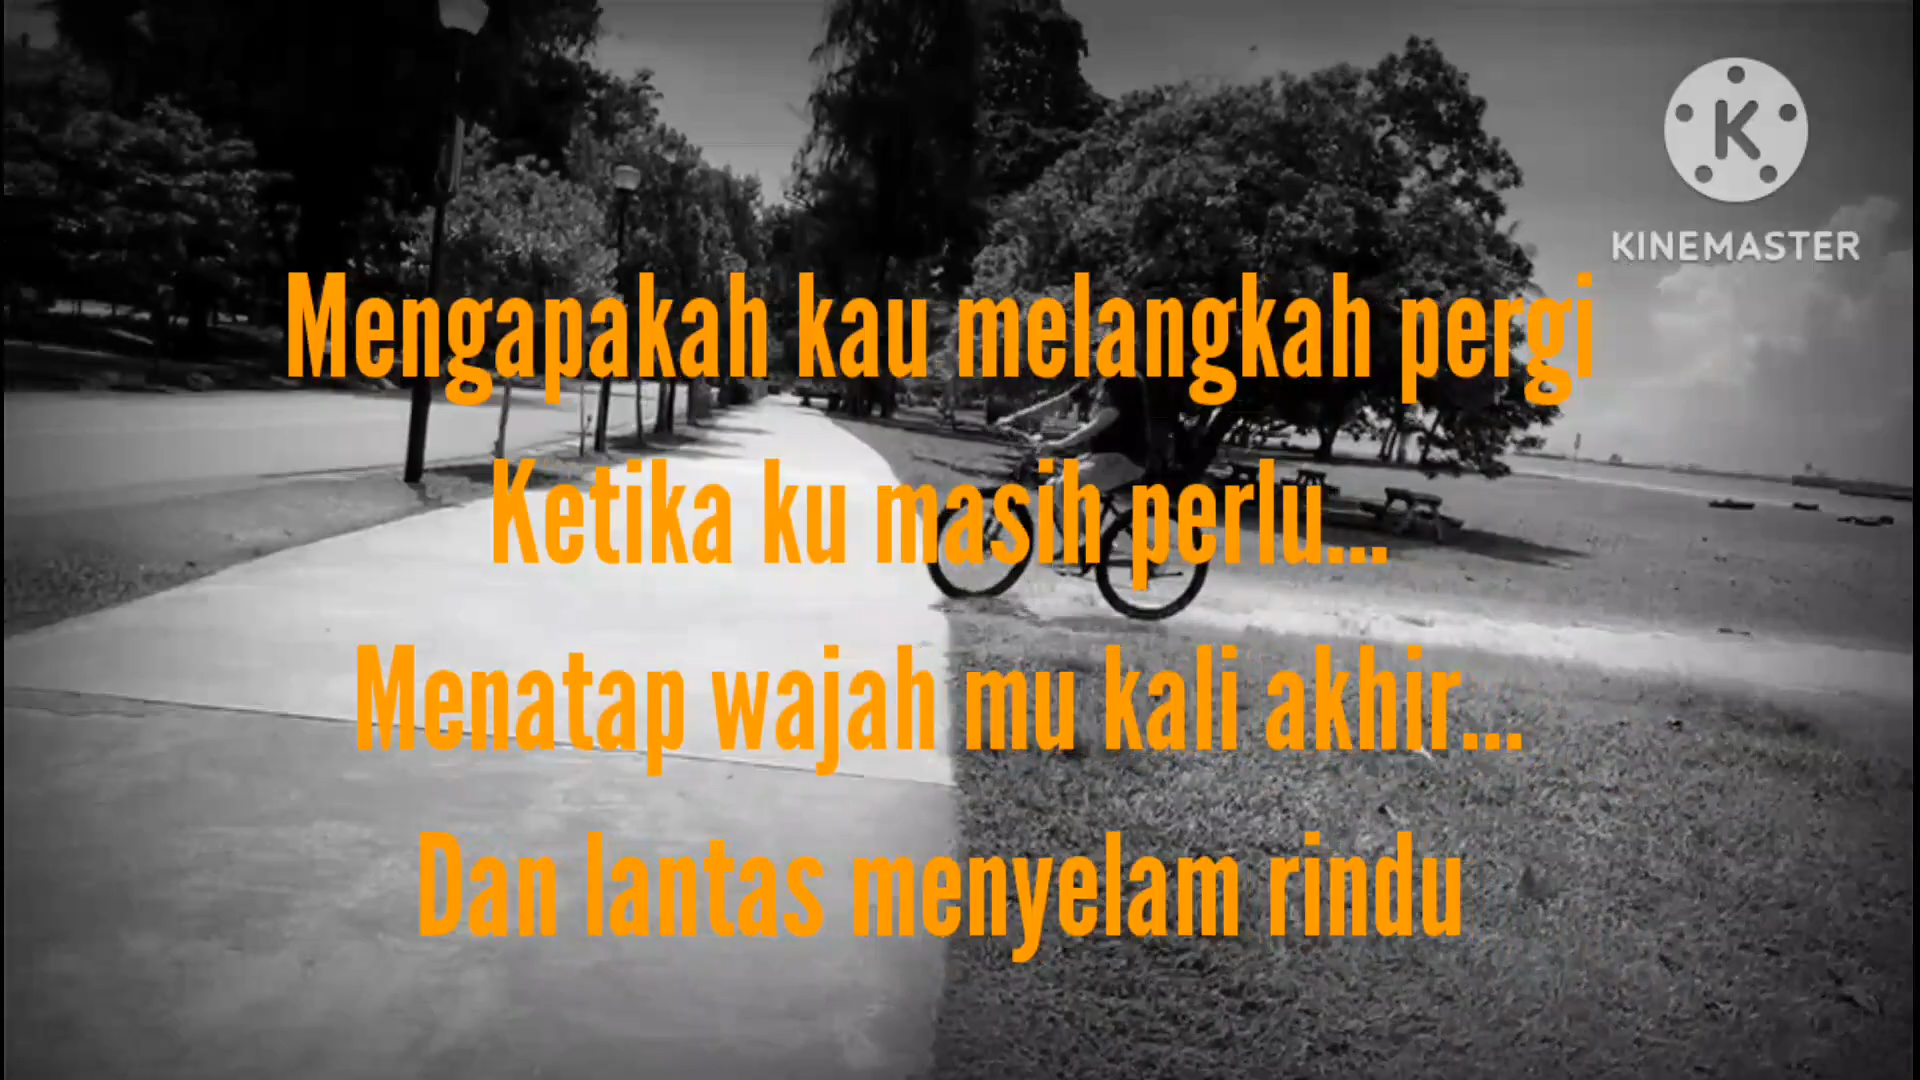 K
KINEMASTER
Mengapakah kau melangkah pergi
Ketika ku masih perlu...
Menatap wajah mu kali akhir...
Dan lantas menyelam rindu